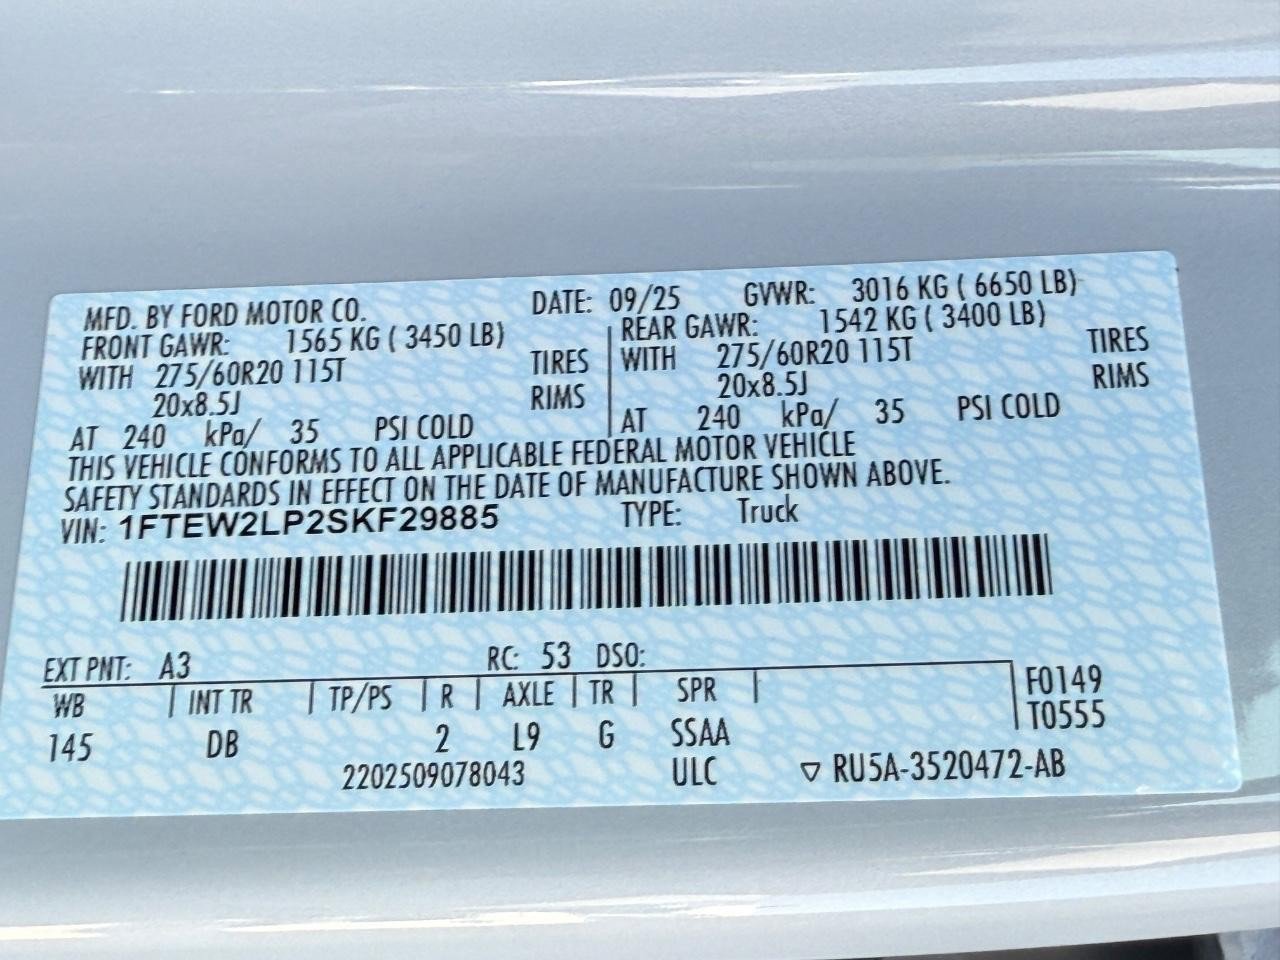 MFD. BY FORD MOTOR CO. DATE: 09/25 GVWR: 3016 KG ( 6650 LB)
FRONT GAWR: 1565 KG ( 3450 LB) REAR GAWR: 1542 KG ( 3400 LB)
WITH 275/60R20 115T TIRES WITH 275/60R20 115T TIRES
20x8.5J RIMS 20x8.5J RIMS
AT 240 kPa/ 35 PSI COLD AT 240 kPa/ 35 PSI COLD
THIS VEHICLE CONFORMS TO ALL APPLICABLE FEDERAL MOTOR VEHICLE
SAFETY STANDARDS IN EFFECT ON THE DATE OF MANUFACTURE SHOWN ABOVE.
VIN: 1FTEW2LP2SKF29885 TYPE: Truck
EXT PNT: A3 RC: 53 DSO:
WB INT TR TP/PS R AXLE TR SPR F0149
145 DB 2 L9 G SSAA T0555
2202509078043 ULC ▽ RU5A-3520472-AB